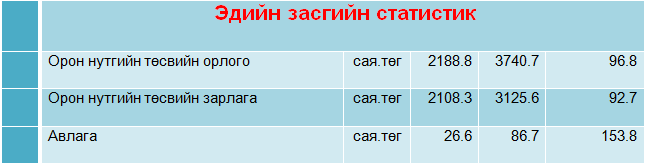 Эдийн засгийн статистик
Орон нутгийн төсвийн орлого сая.төг 2188.8 3740.7 96.8
Орон нутгийн төсвийн зарлага сая.төг 2108.3 3125.6 92.7
Авлага сая.төг 26.6 86.7 153.8